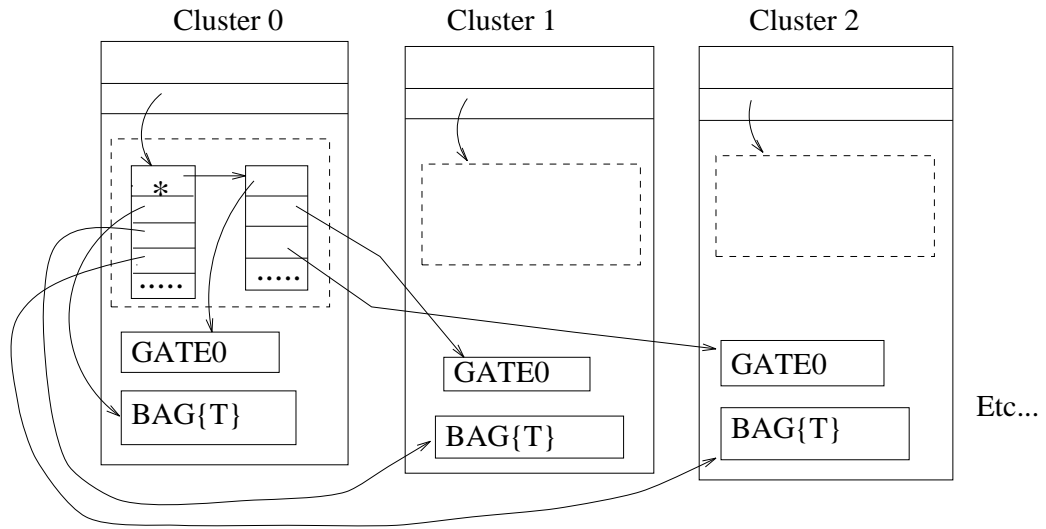 Cluster 0
Cluster 1
Cluster 2
*
.....
.....
GATE0
GATE0
GATE0
BAG{T}
BAG{T}
BAG{T}
Etc...